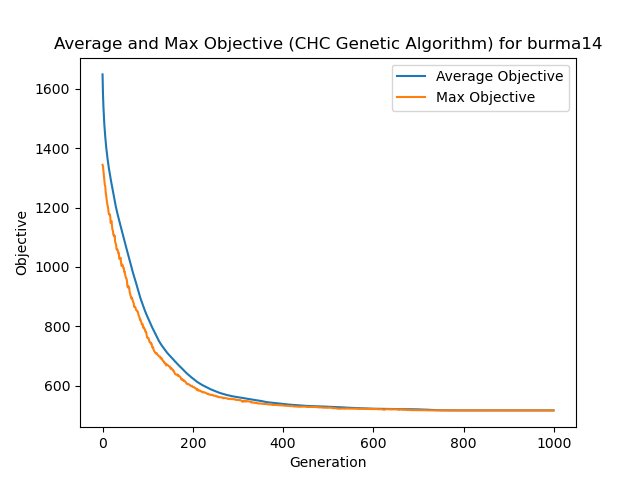 Average and Max Objective (CHC Genetic Algorithm) for burma14
Average Objective
Max Objective
1600
1400
1200
1000
800
600
Objective
0 200 400 600 800 1000
Generation